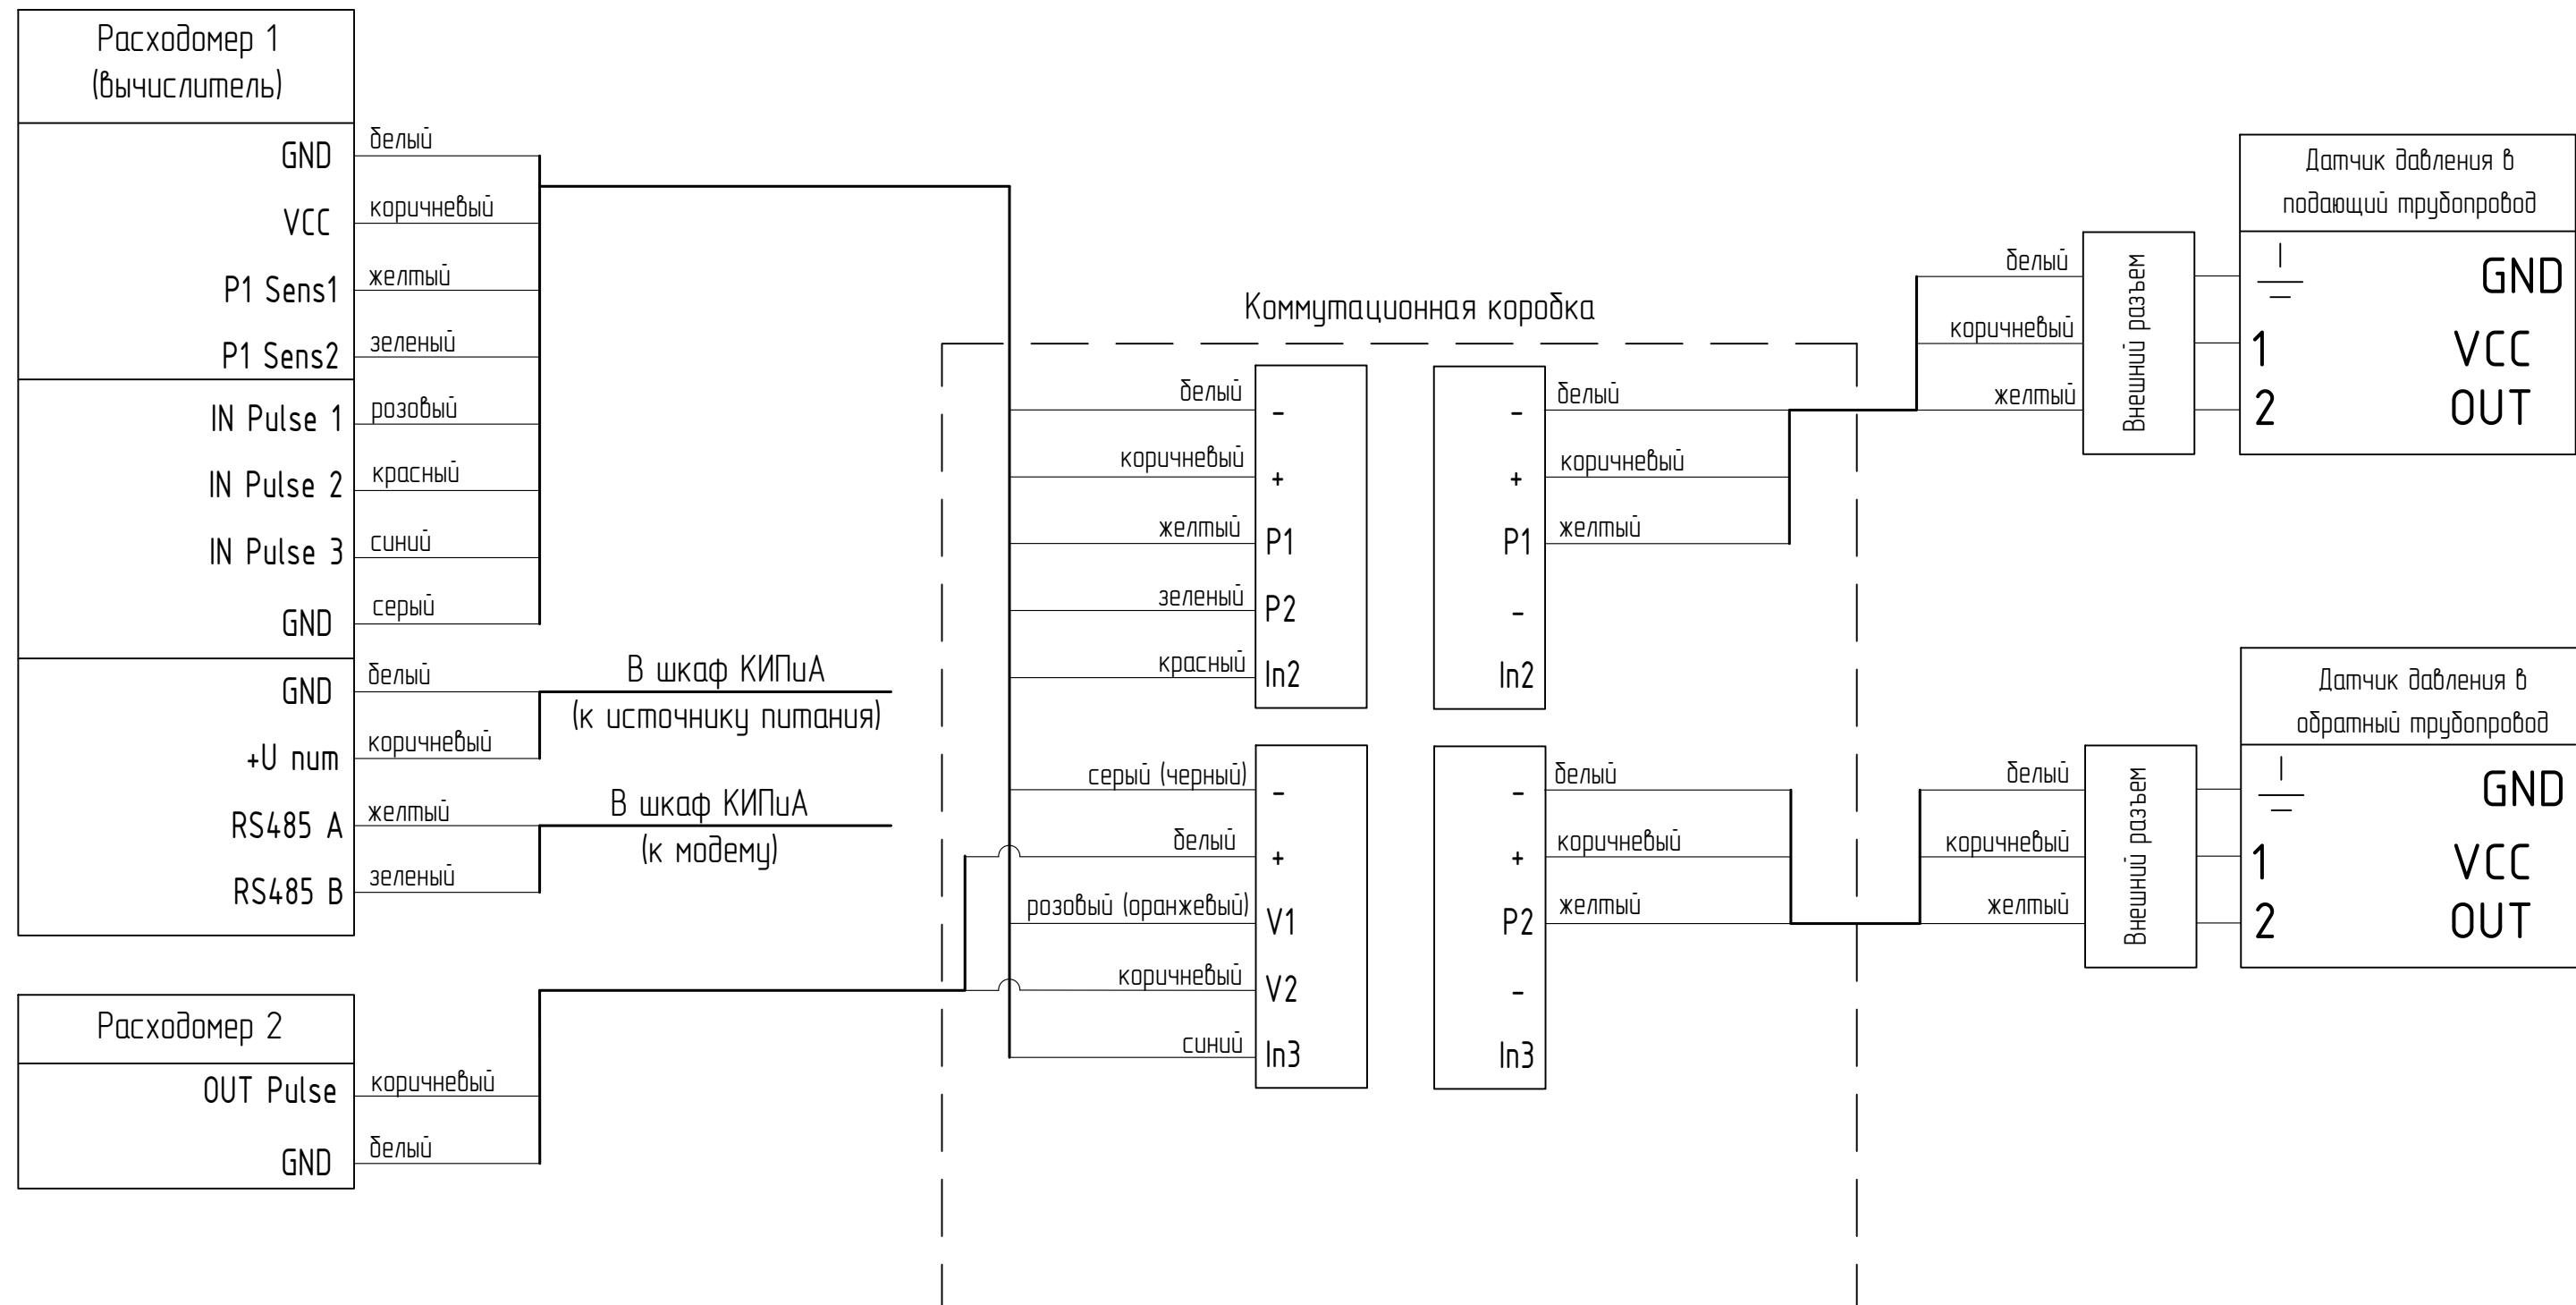 Расходомер 1
(вычислитель)
GND
белый
VCC
коричневый
P1 Sens1
желтый
P1 Sens2
зеленый
IN Pulse 1
розовый
IN Pulse 2
красный
IN Pulse 3
синий
GND
серый
GND
белый
+U пит
коричневый
RS485 A
желтый
RS485 B
зеленый
В шкаф КИПиА
(к источнику питания)
В шкаф КИПиА
(к модему)
Расходомер 2
OUT Pulse
коричневый
GND
белый
Коммутационная коробка
белый
-
коричневый
+
желтый
P1
зеленый
P2
красный
In2
- белый
+ коричневый
P1 желтый
-
In2
серый (черный)
-
белый
+
розовый (оранжевый)
V1
коричневый
V2
синий
In3
- белый
+ коричневый
P2 желтый
-
In3
белый
коричневый
желтый
Внешний разъем
Датчик давления в
подающий трубопровод
GND
1 VCC
2 OUT
белый
коричневый
желтый
Внешний разъем
Датчик давления в
обратный трубопровод
GND
1 VCC
2 OUT